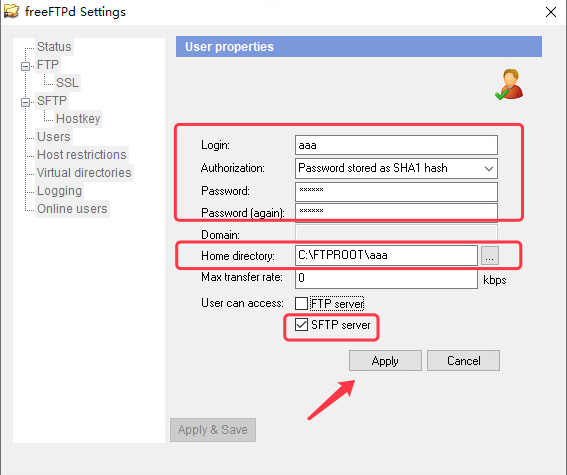 freeFTPd Settings
Status
FTP
SSL
SFTP
Hostkey
Users
Host restrictions
Virtual directories
Logging
Online users
User properties
Login: aaa
Authorization: Password stored as SHA1 hash
Password: ******
Password (again): ******
Domain:
Home directory: C:\FTPROOT\aaa ...
Max transfer rate: 0 kbps
User can access: FTP server
SFTP server
Apply Cancel
Apply & Save